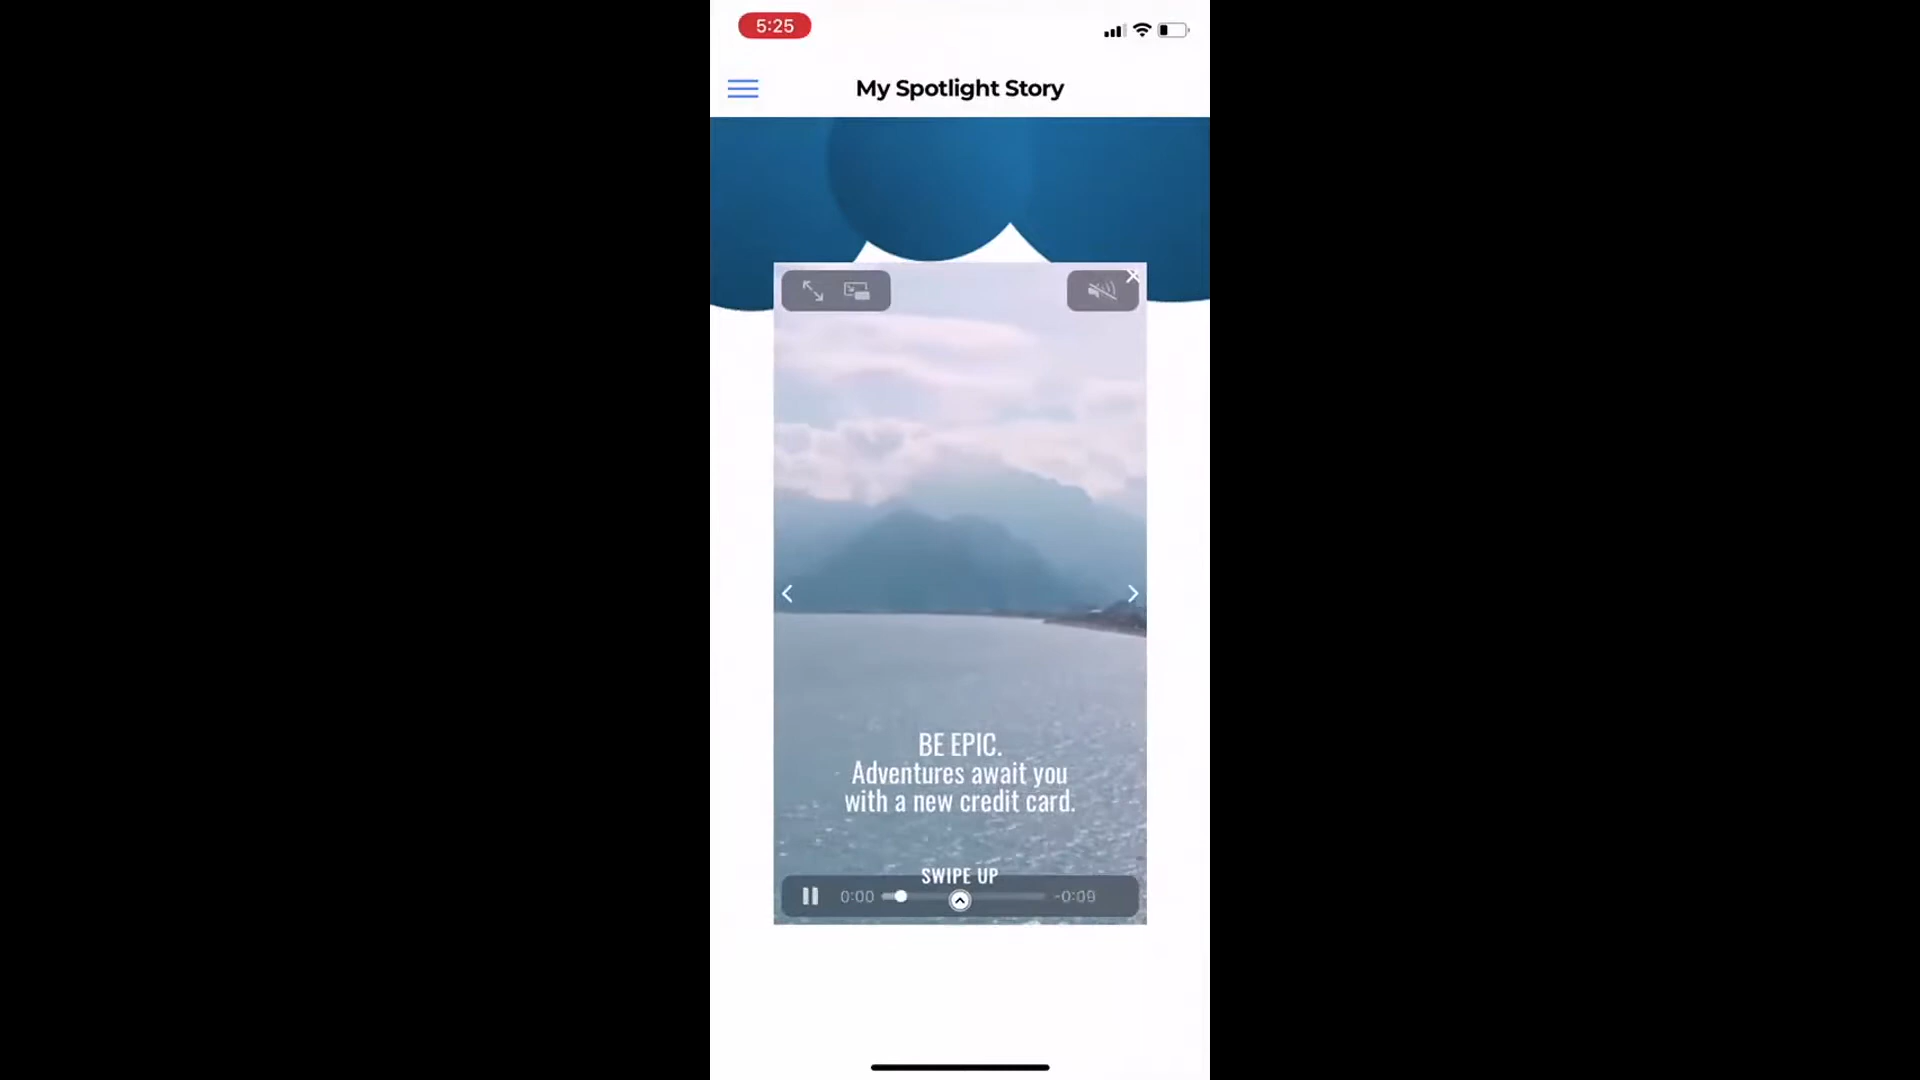 5:25
My Spotlight Story
BE EPIC.
Adventures await you
with a new credit card.
SWIPE UP
0:00
-0:09